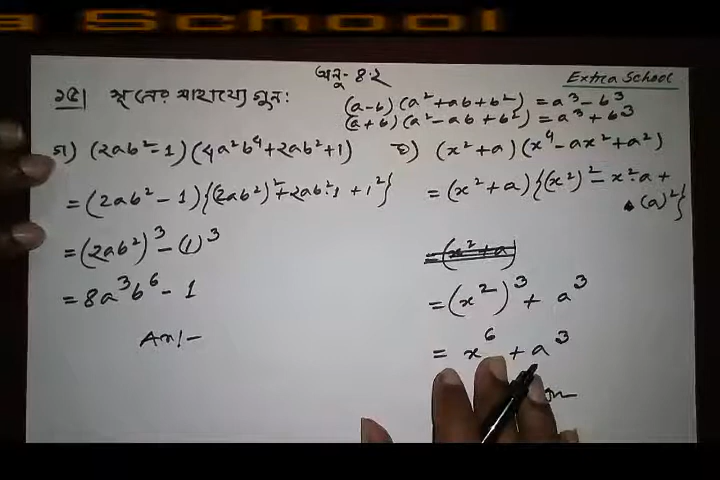 a School
অনু- ৪.২
Extra School
১৫| সূত্রের সাহায্যে গুন:
(a-b)(a²+ab+b²) = a³-b³
(a+b)(a²-ab+b²) = a³+b³
গ) (2ab²-1)(4a²b⁴+2ab²+1)
= (2ab²-1){(2ab²)²+2ab².1+1²}
= (2ab²)³-(1)³
= 8a³b⁶-1
Ans-
ঘ) (x²+a)(x⁴-ax²+a²)
= (x²+a){(x²)²-x².a+
(a)²}
= (x²+a)
= (x²)³+a³
= x⁶+a³